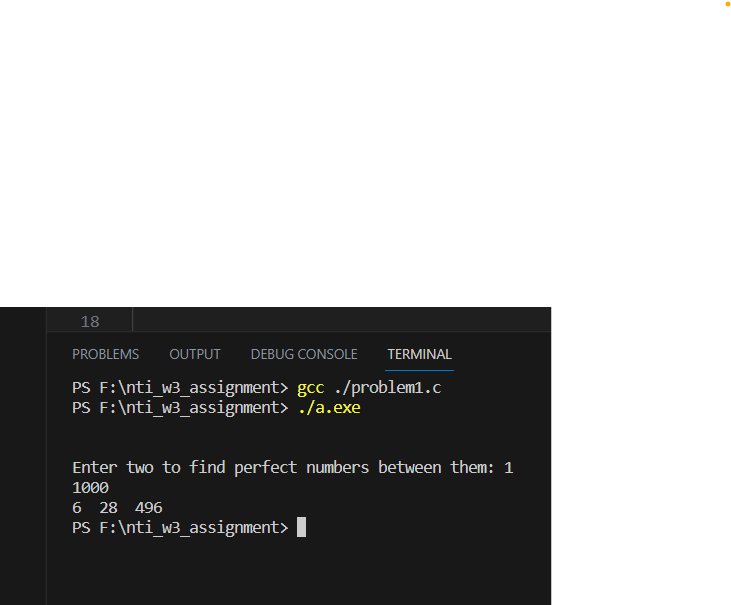 18
PROBLEMS OUTPUT DEBUG CONSOLE TERMINAL
PS F:\nti_w3_assignment> gcc ./problem1.c
PS F:\nti_w3_assignment> ./a.exe
Enter two to find perfect numbers between them: 1
1000
6  28  496
PS F:\nti_w3_assignment>